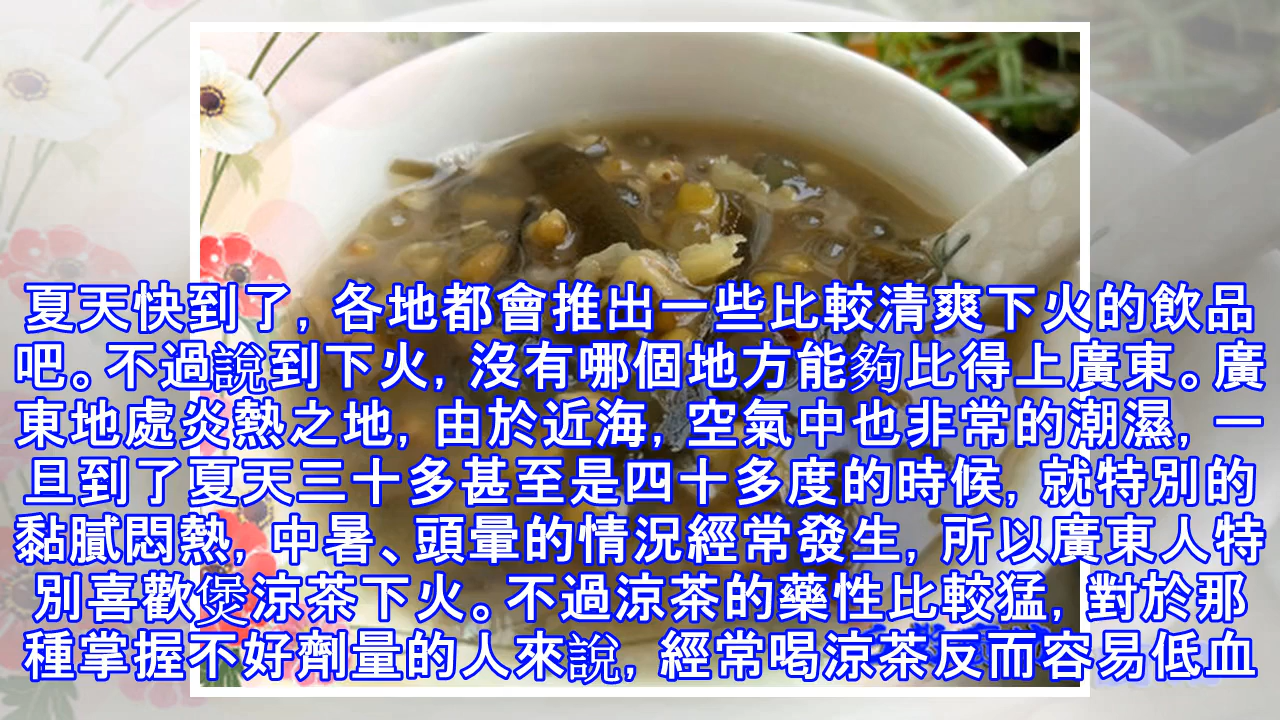 夏天快到了, 各地都會推出一些比較清爽下火的飲品
吧。不過說到下火, 沒有哪個地方能夠比得上廣東。廣
東地處炎熱之地, 由於近海, 空氣中也非常的潮濕, 一
旦到了夏天三十多甚至是四十多度的時候, 就特別的
黏膩悶熱, 中暑、頭暈的情況經常發生, 所以廣東人特
別喜歡煲涼茶下火。不過涼茶的藥性比較猛, 對於那
種掌握不好劑量的人來說, 經常喝涼茶反而容易低血